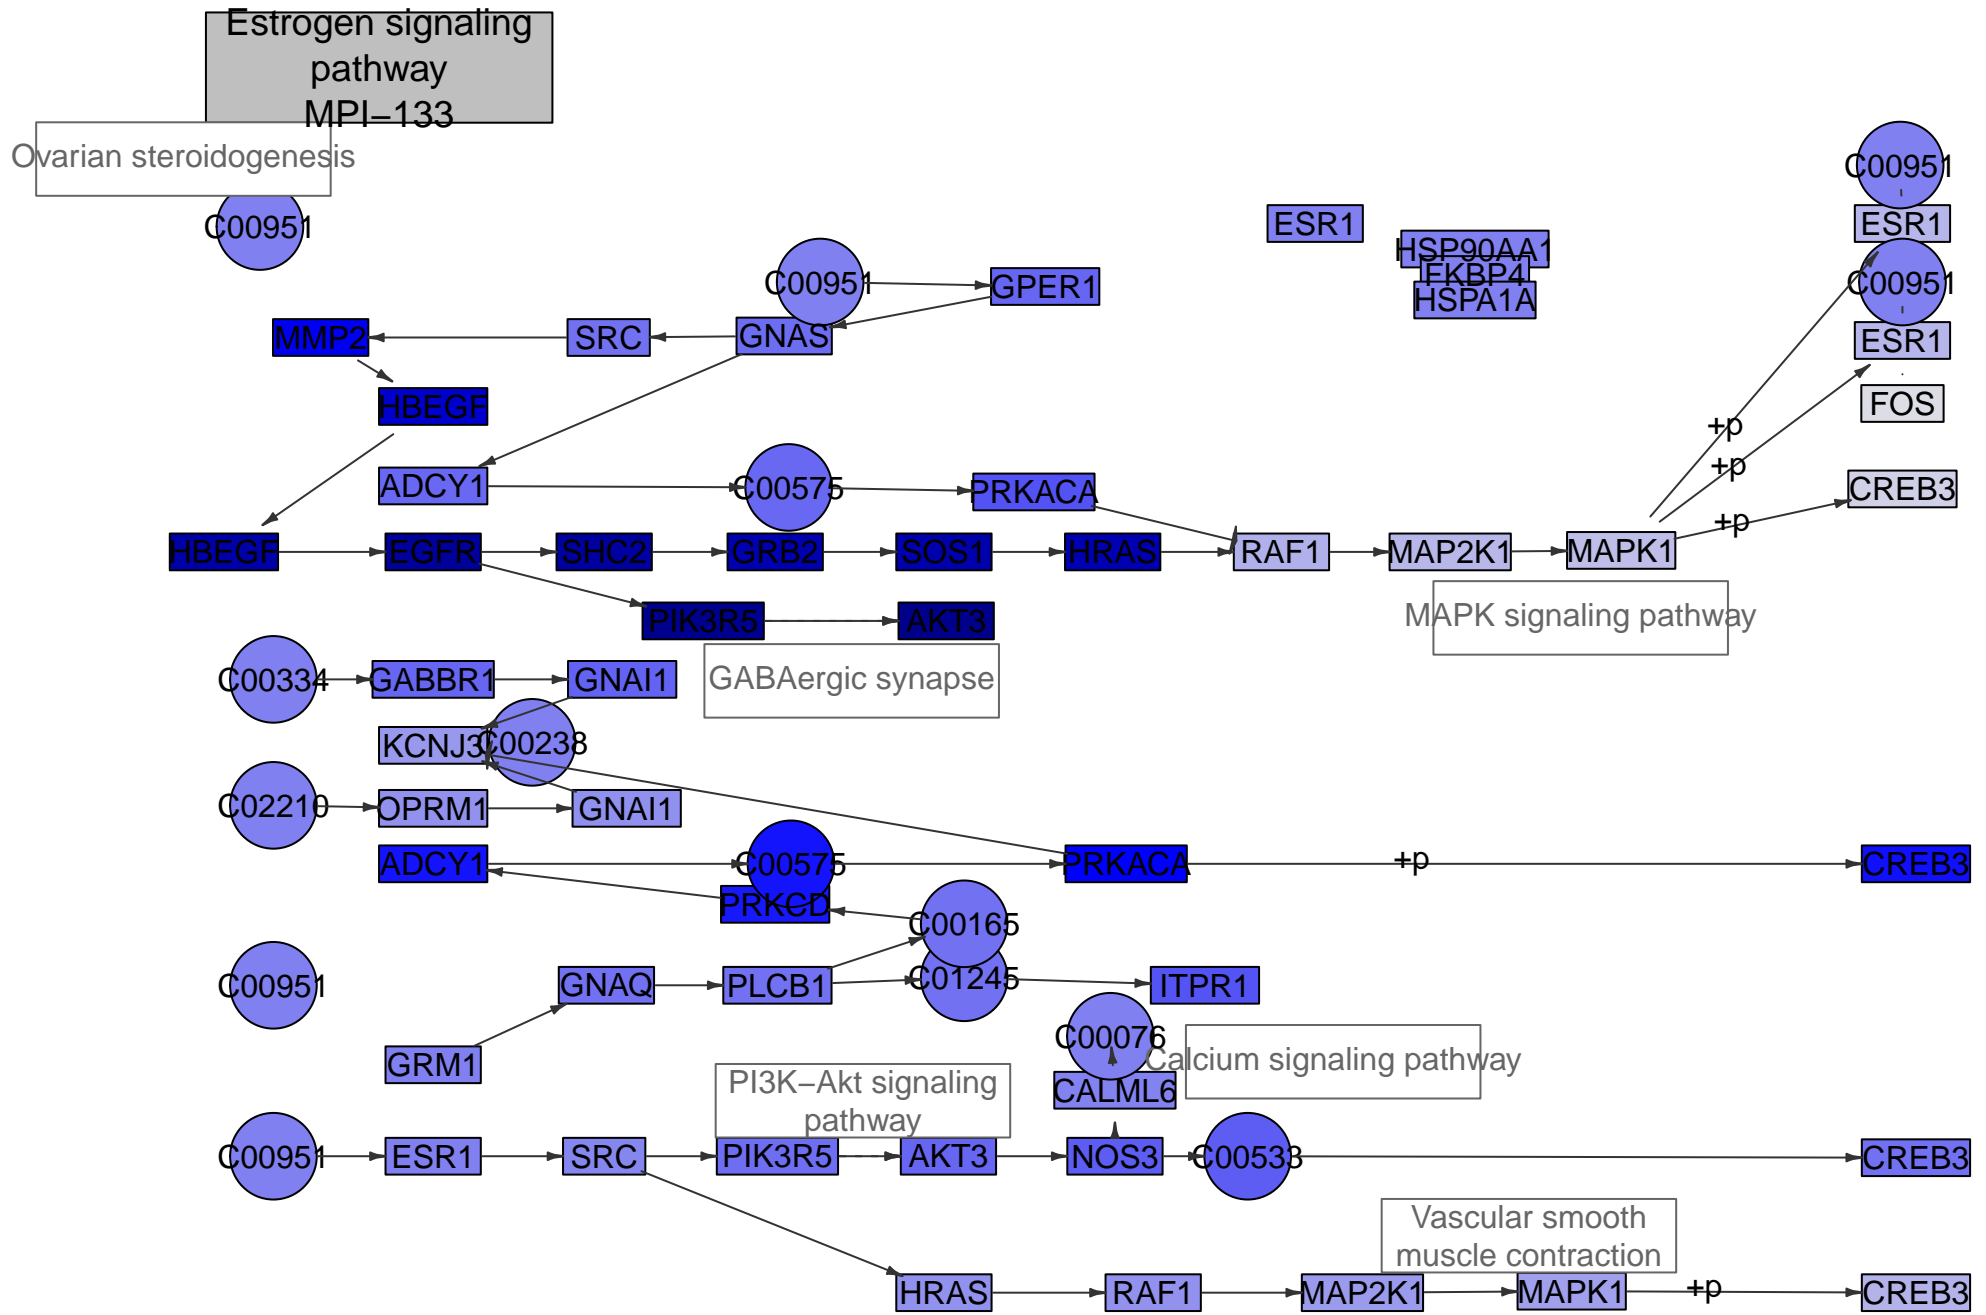 Estrogen signaling
pathway
MPI−133
Ovarian steroidogenesis
C00951
C00951
ESR1
ESR1
C00951
HSP90AA1
FKBP4
HSPA1A
C00951
GPER1
C00951
MMP2
SRC
GNAS
ESR1
HBEGF
FOS
+p
+p
ADCY1
C00575
PRKACA
CREB3
+p
HBEGF
EGFR
SHC2
GRB2
SOS1
HRAS
RAF1
MAP2K1
MAPK1
PIK3R5
AKT3
MAPK signaling pathway
C00334
GABBR1
GNAI1
GABAergic synapse
KCNJ3
C00238
C02210
OPRM1
GNAI1
ADCY1
C00575
PRKACA
+p
CREB3
PRKCD
C00165
C00951
GNAQ
PLCB1
C01245
ITPR1
C00076
Calcium signaling pathway
GRM1
PI3K−Akt signaling
pathway
CALML6
C00951
ESR1
SRC
PIK3R5
AKT3
NOS3
C00533
CREB3
Vascular smooth
muscle contraction
HRAS
RAF1
MAP2K1
MAPK1
+p
CREB3